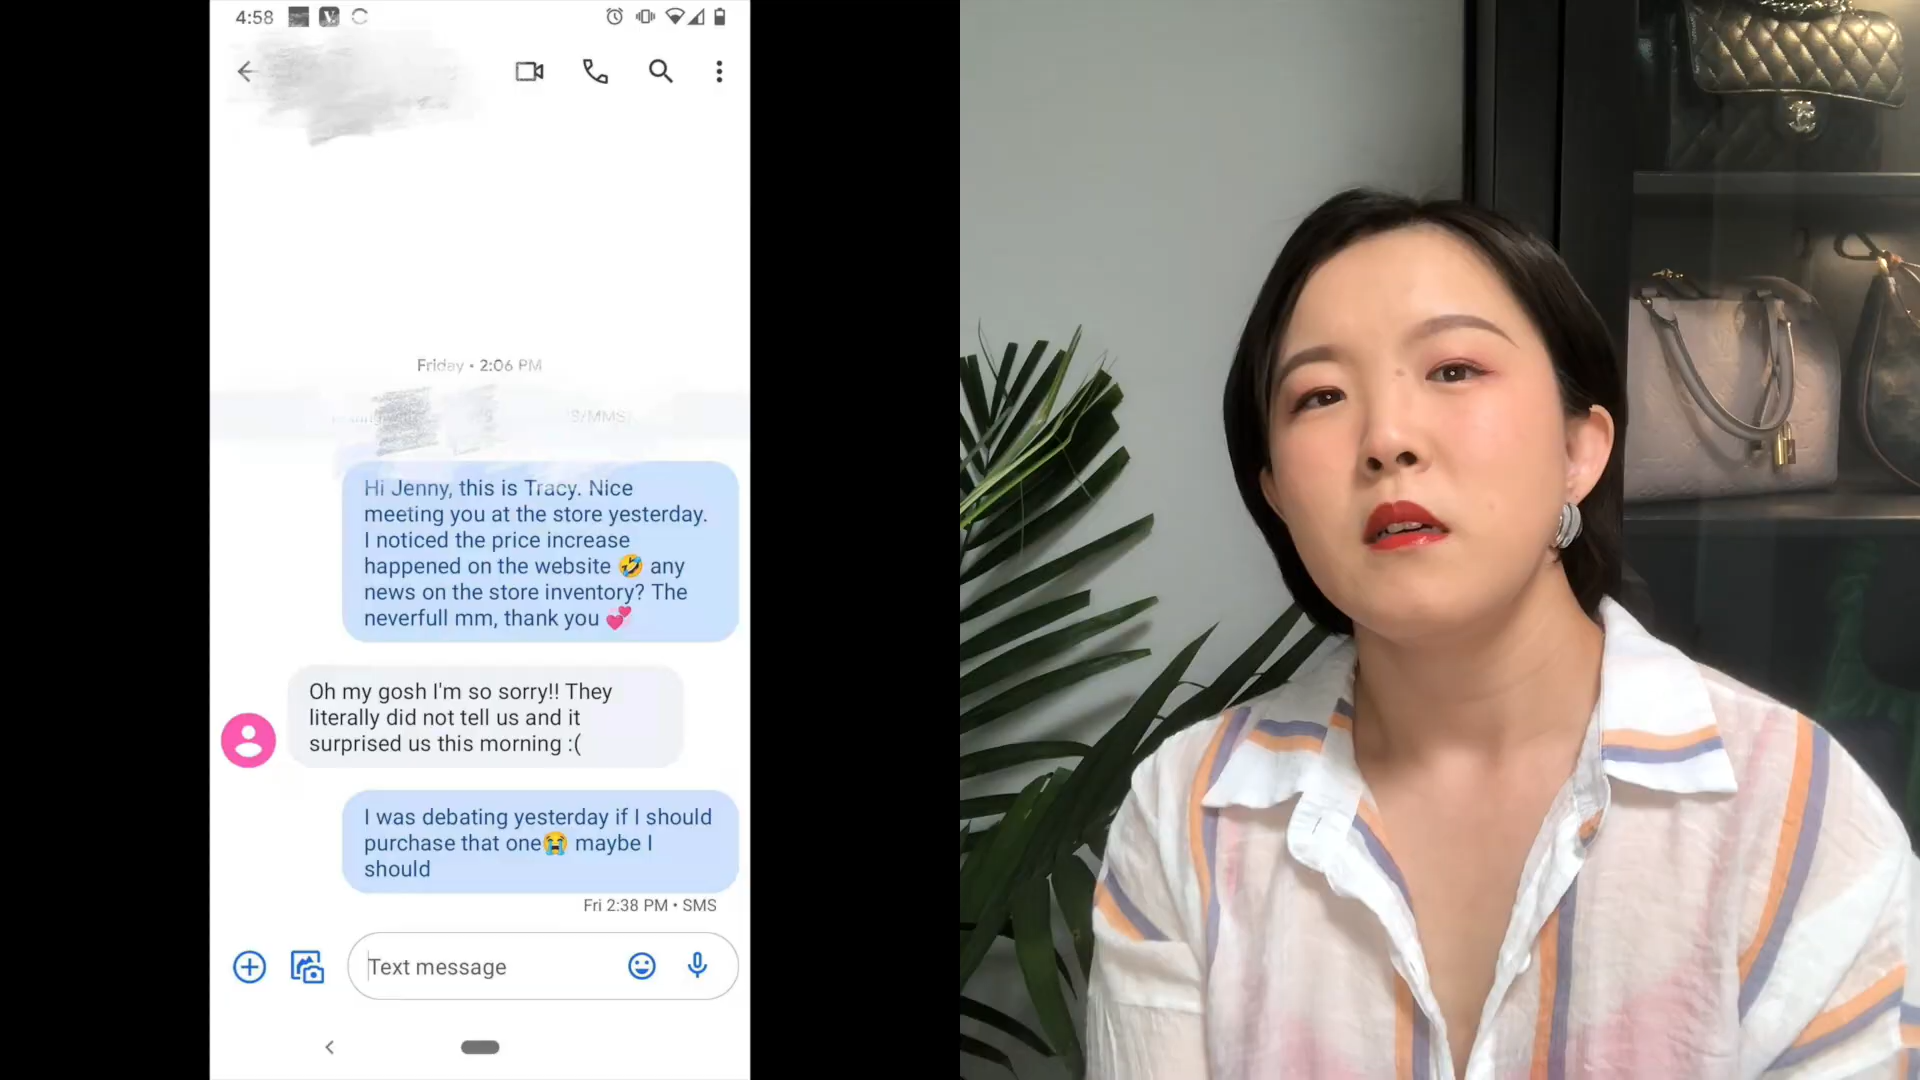 4:58
Friday • 2:06 PM
S/MMS
Hi Jenny, this is Tracy. Nice
meeting you at the store yesterday.
I noticed the price increase
happened on the website 🤣 any
news on the store inventory? The
neverfull mm, thank you 💞
Oh my gosh I'm so sorry!! They
literally did not tell us and it
surprised us this morning :(
I was debating yesterday if I should
purchase that one😭 maybe I
should
Fri 2:38 PM • SMS
Text message